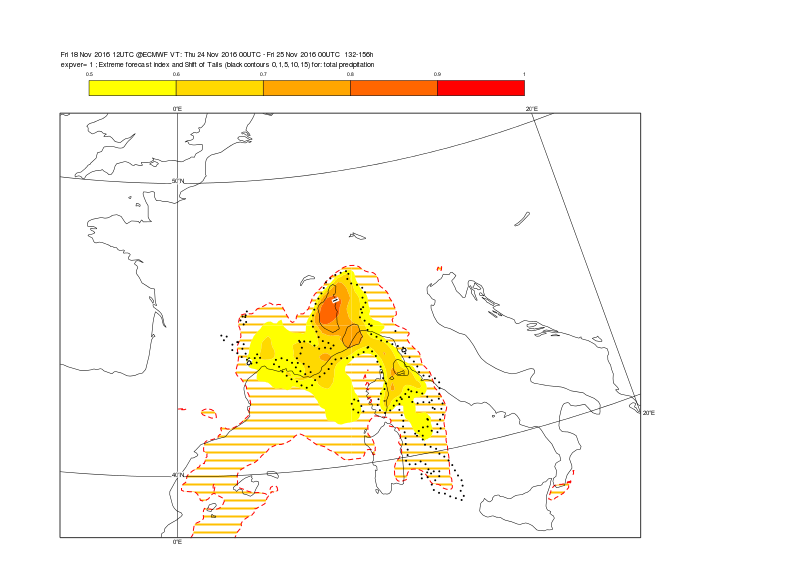 Fri 18 Nov 2016 12UTC @ECMWF VT: Thu 24 Nov 2016 00UTC - Fri 25 Nov 2016 00UTC 132-156h
expver= 1 ; Extreme forecast index and Shift of Tails (black contours 0,1,5,10,15) for: total precipitation
0.5 0.6 0.7 0.8 0.9 1
0°E 20°E
50°N
20°E
40°N
0°E